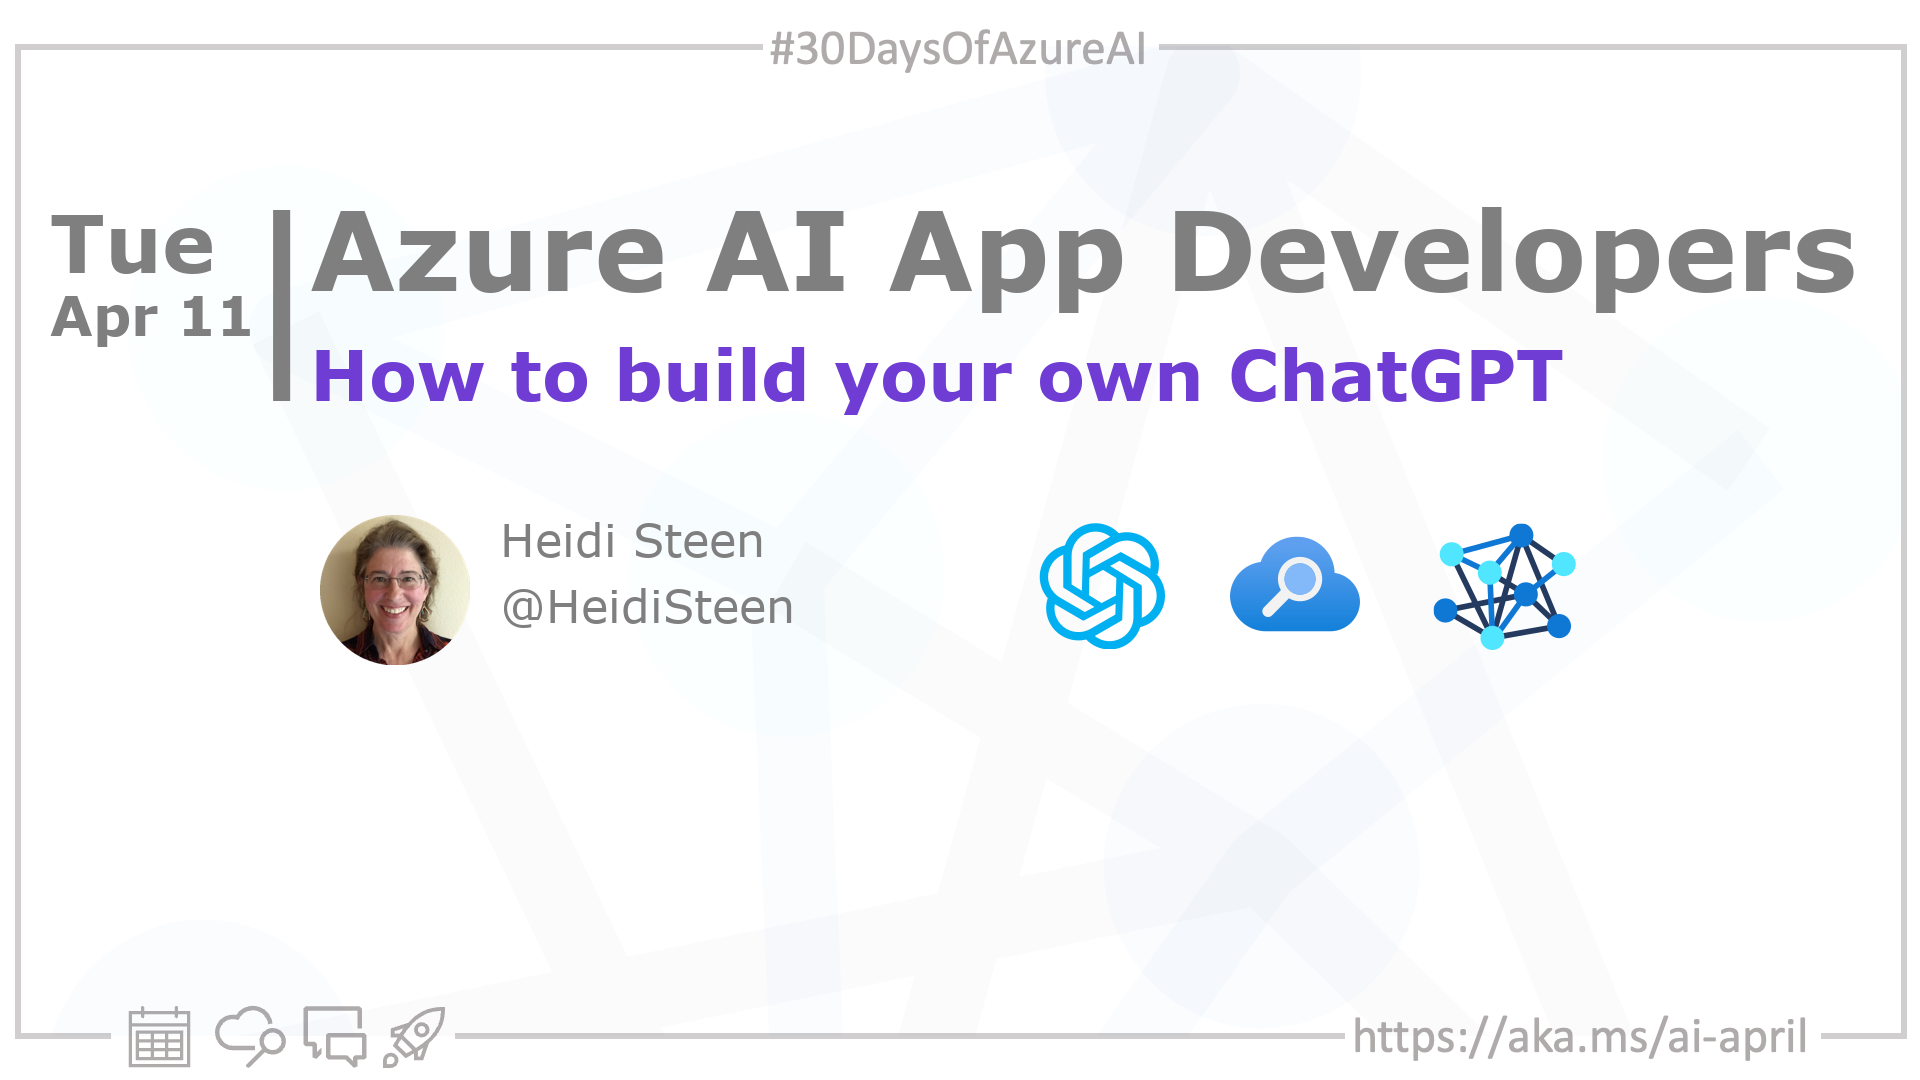 #30DaysOfAzureAI
Tue
Apr 11
Azure AI App Developers
How to build your own ChatGPT
Heidi Steen
@HeidiSteen
https://aka.ms/ai-april